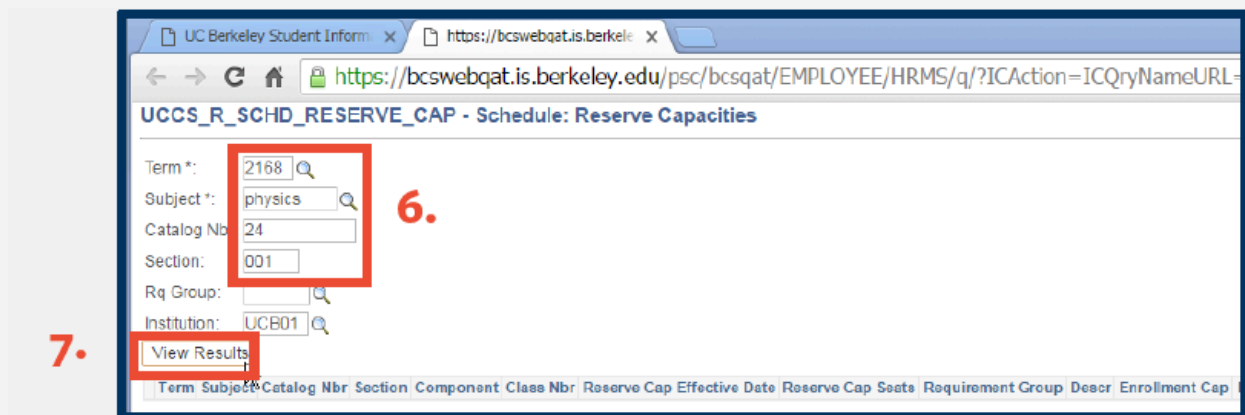 UC Berkeley Student Inform
https://bcswebqat.is.berkele
https://bcswebqat.is.berkeley.edu/psc/bcsqat/EMPLOYEE/HRMS/q/?ICAction=ICQryNameURL=
UCCS_R_SCHD_RESERVE_CAP - Schedule: Reserve Capacities
Term *: 2168
Subject *: physics
6.
Catalog Nb 24
Section: 001
Rq Group:
Institution: UCB01
7.
View Results
Term Subject Catalog Nbr Section Component Class Nbr Reserve Cap Effective Date Reserve Cap Seats Requirement Group Descr Enrollment Cap